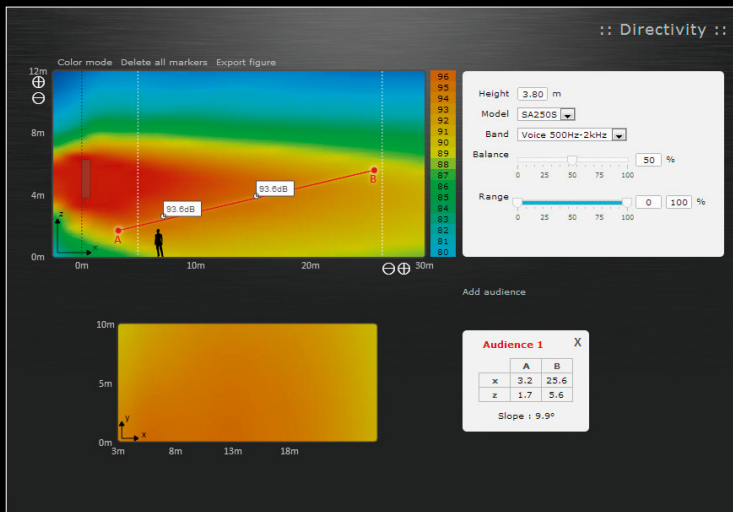 :: Directivity ::
Color mode Delete all markers Export figure
12m
8m
4m
0m
0m 10m 20m 30m
z
x
A
B
93.6dB
93.6dB
96
95
94
93
92
91
90
89
88
87
86
85
84
83
82
81
80
Height 3.80 m
Model SA250S
Band Voice 500Hz-2kHz
Balance 50 %
0 25 50 75 100
Range 0 100 %
0 25 50 75 100
Add audience
10m
5m
0m
y
x
3m 8m 13m 18m
Audience 1 X
A B
x 3.2 25.6
z 1.7 5.6
Slope : 9.9°